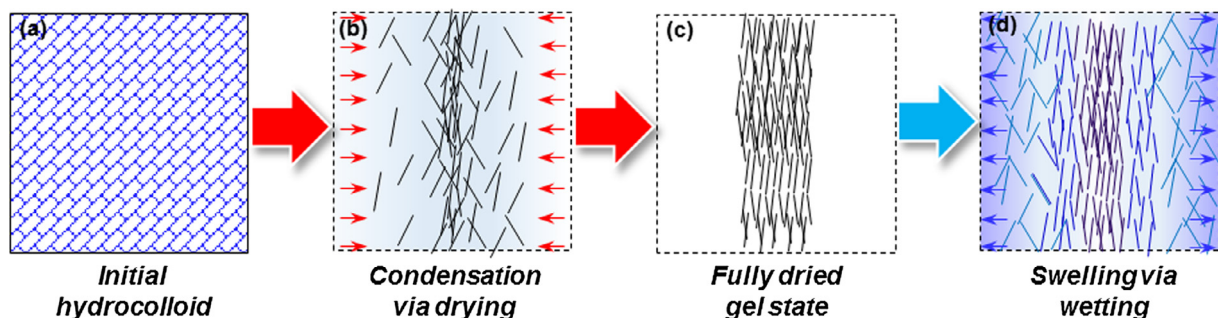 (a)
(b)
(c)
(d)
Initial
hydrocolloid
Condensation
via drying
Fully dried
gel state
Swelling via
wetting